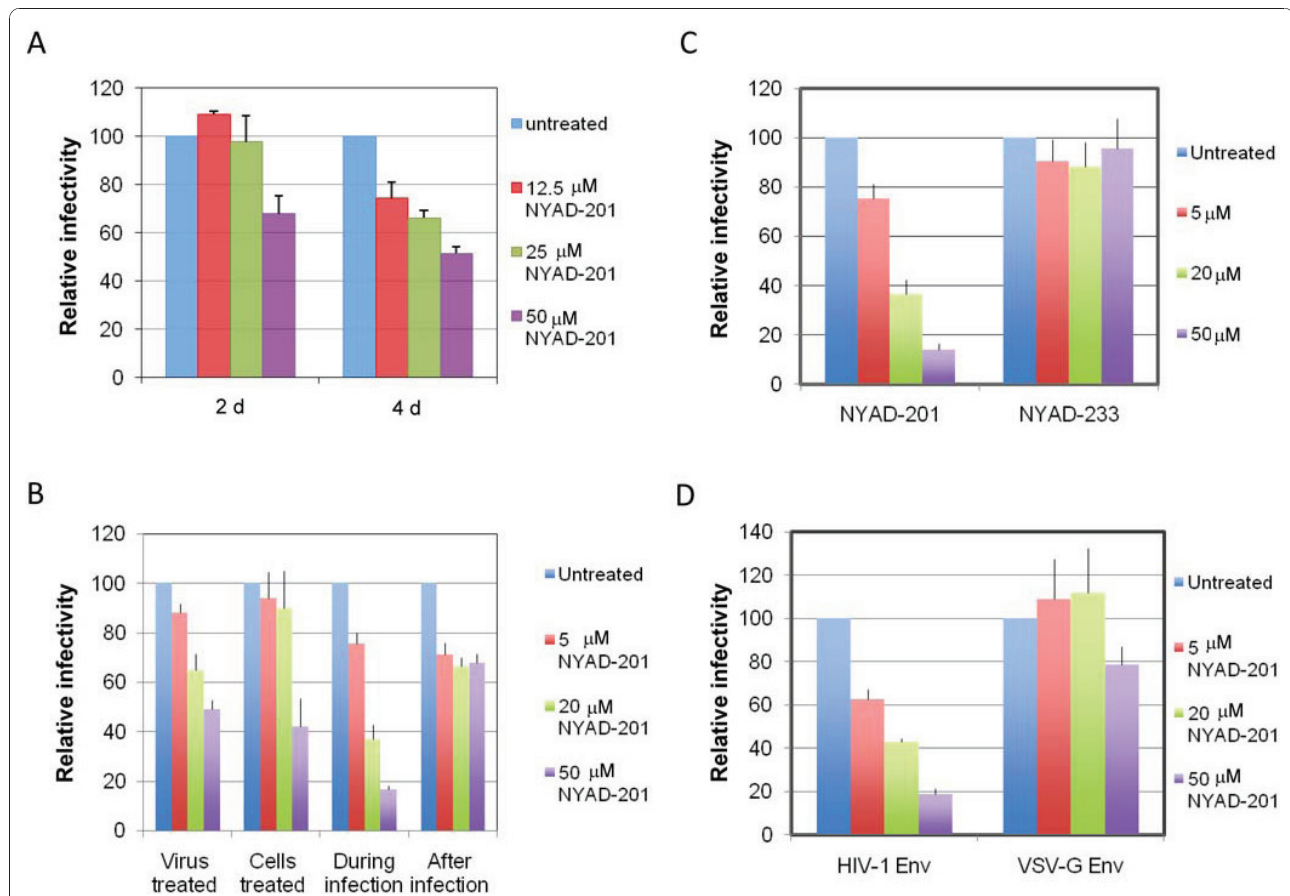 A
Relative infectivity
120
100
80
60
40
20
0
2 d
4 d
untreated
12.5 μM
NYAD-201
25 μM
NYAD-201
50 μM
NYAD-201
B
Relative infectivity
120
100
80
60
40
20
0
Virus
treated
Cells
treated
During
infection
After
infection
Untreated
5 μM
NYAD-201
20 μM
NYAD-201
50 μM
NYAD-201
C
Relative infectivity
120
100
80
60
40
20
0
NYAD-201
NYAD-233
Untreated
5 μM
20 μM
50 μM
D
Relative infectivity
140
120
100
80
60
40
20
0
HIV-1 Env
VSV-G Env
Untreated
5 μM
NYAD-201
20 μM
NYAD-201
50 μM
NYAD-201